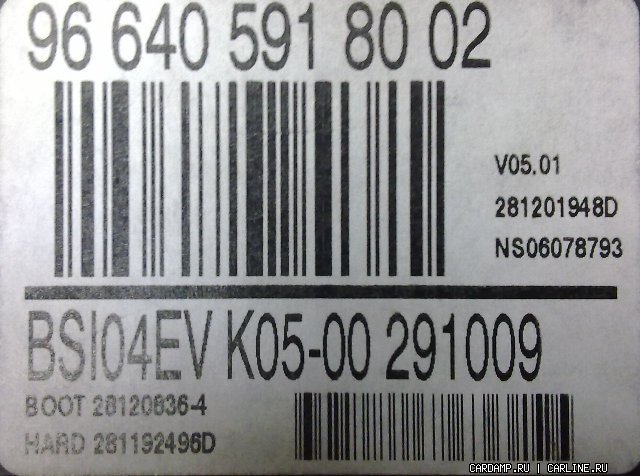 96 640 591 80 02
V05.01
281201948D
NS06078793
BSI04EV K05-00 291009
BOOT 28120836-4
HARD 281192496D
CARDAMP.RU | CARLINE.RU